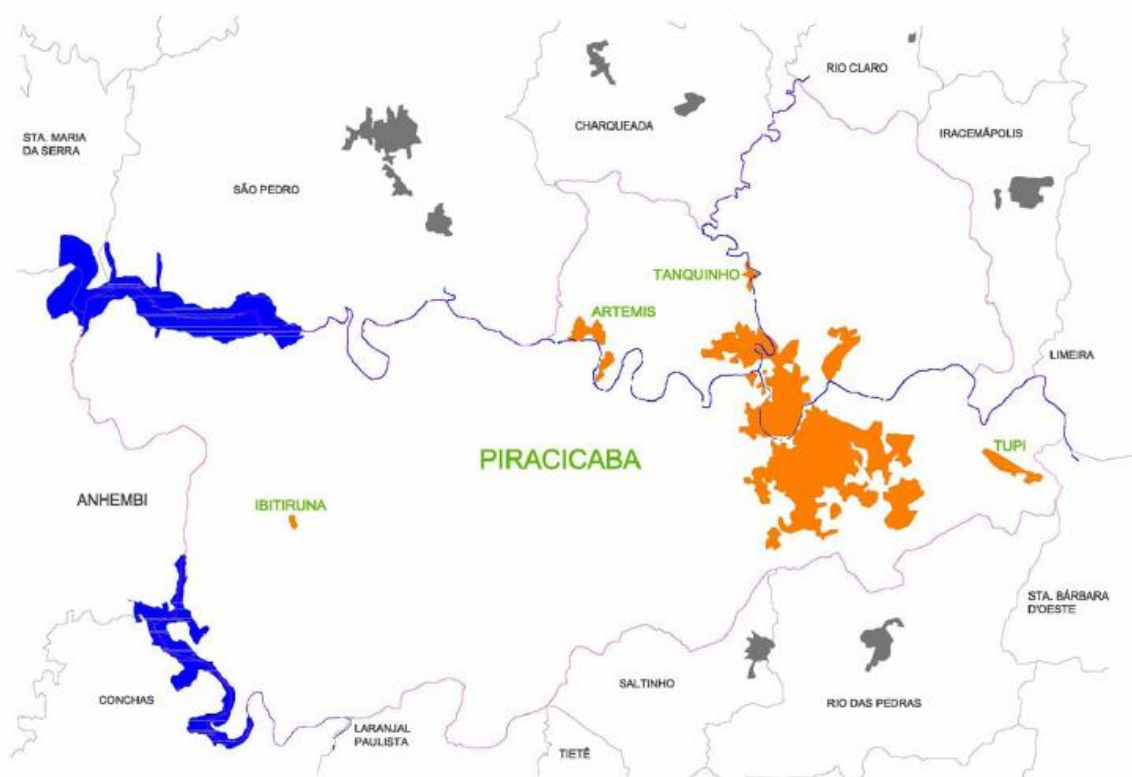 RIO CLARO
STA. MARIA
DA SERRA
CHARQUEADA
IRACEMÁPOLIS
SÃO PEDRO
TANQUINHO
ARTEMIS
LIMEIRA
TUPI
PIRACICABA
ANHEMBI
IBITIRUNA
STA. BÁRBARA
D'OESTE
SALTINHO
CONCHAS
RIO DAS PEDRAS
LARANJAL
PAULISTA
TIETÊ